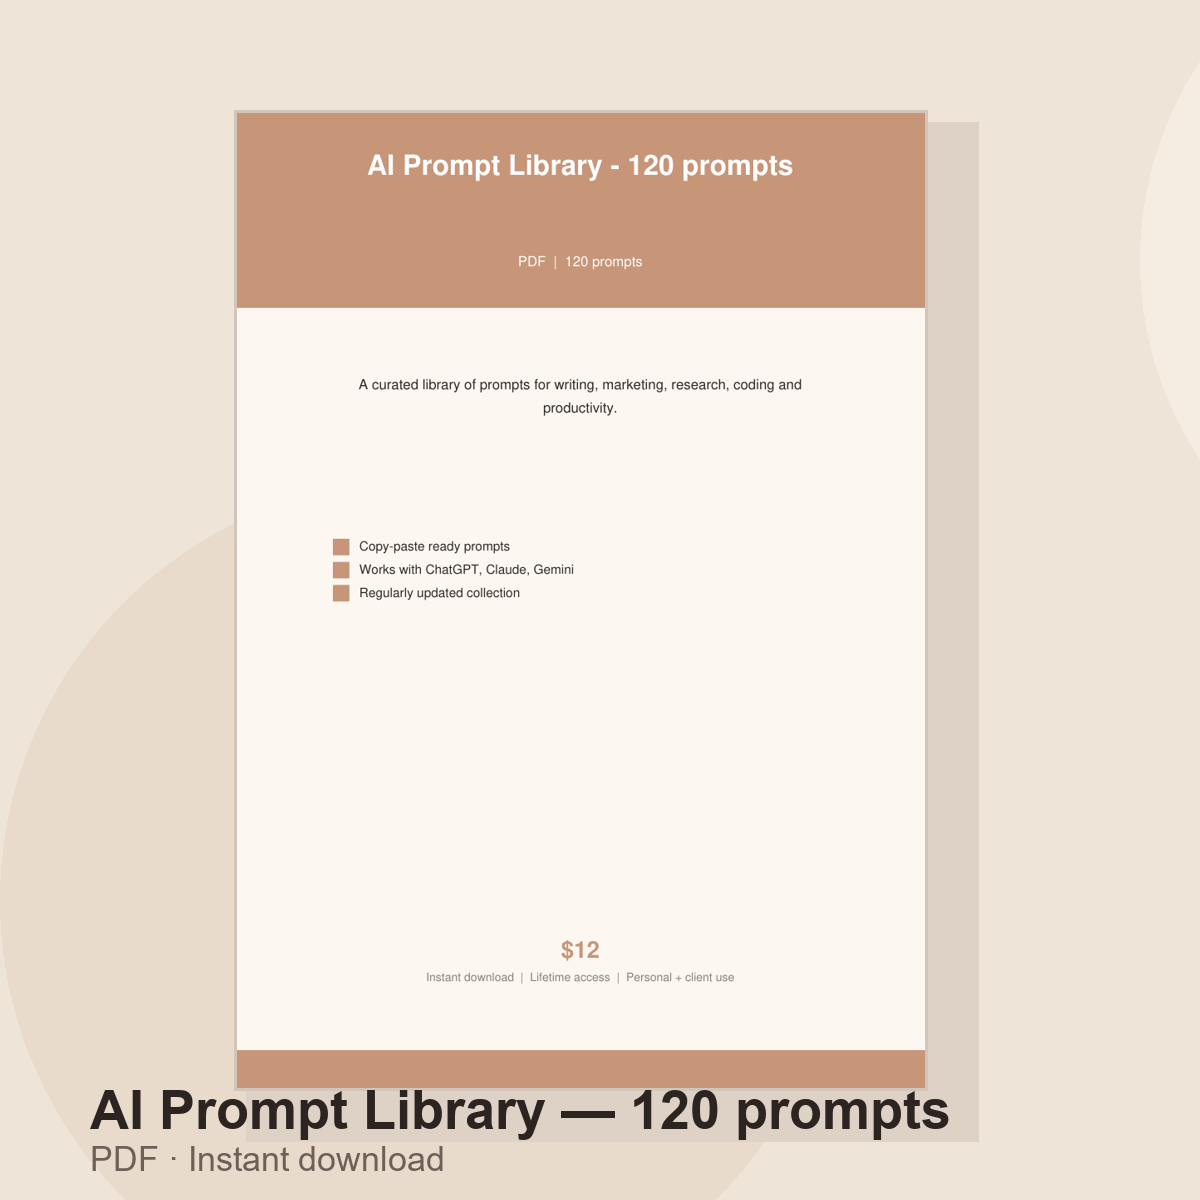 AI Prompt Library - 120 prompts
PDF | 120 prompts
A curated library of prompts for writing, marketing, research, coding and
productivity.
Copy-paste ready prompts
Works with ChatGPT, Claude, Gemini
Regularly updated collection
$12
Instant download | Lifetime access | Personal + client use
AI Prompt Library — 120 prompts
PDF · Instant download